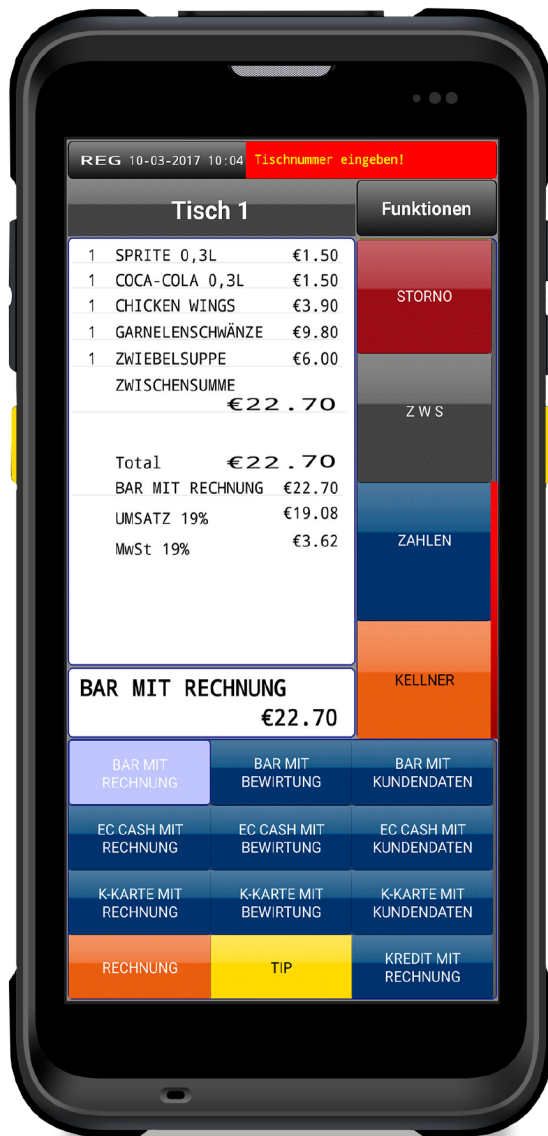 REG 10-03-2017 10:04 Tischnummer eingeben!
Tisch 1
Funktionen
1 SPRITE 0,3L €1.50
1 COCA-COLA 0,3L €1.50
1 CHICKEN WINGS €3.90
1 GARNELENSCHWÄNZE €9.80
1 ZWIEBELSUPPE €6.00
ZWISCHENSUMME
€22.70
Total €22.70
BAR MIT RECHNUNG €22.70
UMSATZ 19% €19.08
MwSt 19% €3.62
STORNO
Z W S
ZAHLEN
KELLNER
BAR MIT RECHNUNG
€22.70
BAR MIT
RECHNUNG
BAR MIT
BEWIRTUNG
BAR MIT
KUNDENDATEN
EC CASH MIT
RECHNUNG
EC CASH MIT
BEWIRTUNG
EC CASH MIT
KUNDENDATEN
K-KARTE MIT
RECHNUNG
K-KARTE MIT
BEWIRTUNG
K-KARTE MIT
KUNDENDATEN
RECHNUNG
TIP
KREDIT MIT
RECHNUNG